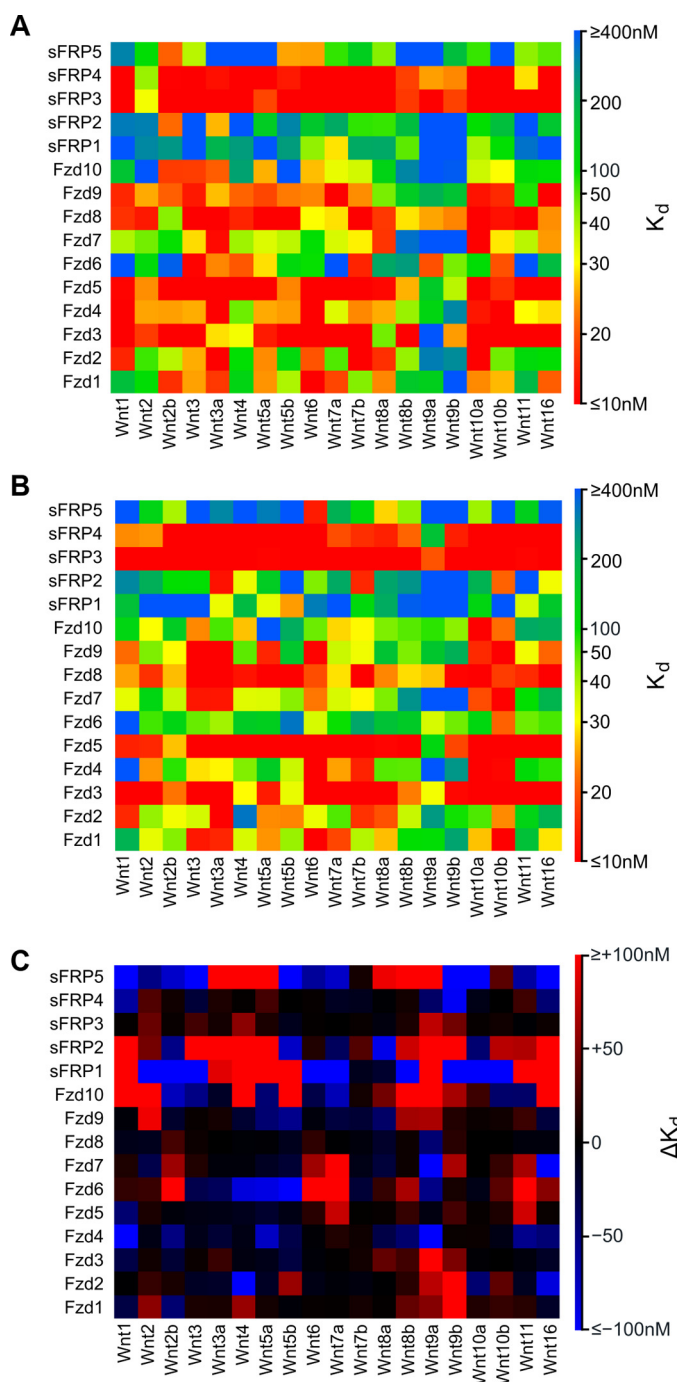 A
sFRP5
sFRP4
sFRP3
sFRP2
sFRP1
Fzd10
Fzd9
Fzd8
Fzd7
Fzd6
Fzd5
Fzd4
Fzd3
Fzd2
Fzd1
Wnt1 Wnt2 Wnt2b Wnt3 Wnt3a Wnt4 Wnt5a Wnt5b Wnt6 Wnt7a Wnt7b Wnt8a Wnt8b Wnt9a Wnt9b Wnt10a Wnt10b Wnt11 Wnt16
≥400nM
200
100
50
40
30
20
≤10nM
Kd
B
sFRP5
sFRP4
sFRP3
sFRP2
sFRP1
Fzd10
Fzd9
Fzd8
Fzd7
Fzd6
Fzd5
Fzd4
Fzd3
Fzd2
Fzd1
Wnt1 Wnt2 Wnt2b Wnt3 Wnt3a Wnt4 Wnt5a Wnt5b Wnt6 Wnt7a Wnt7b Wnt8a Wnt8b Wnt9a Wnt9b Wnt10a Wnt10b Wnt11 Wnt16
≥400nM
200
100
50
40
30
20
≤10nM
Kd
C
sFRP5
sFRP4
sFRP3
sFRP2
sFRP1
Fzd10
Fzd9
Fzd8
Fzd7
Fzd6
Fzd5
Fzd4
Fzd3
Fzd2
Fzd1
Wnt1 Wnt2 Wnt2b Wnt3 Wnt3a Wnt4 Wnt5a Wnt5b Wnt6 Wnt7a Wnt7b Wnt8a Wnt8b Wnt9a Wnt9b Wnt10a Wnt10b Wnt11 Wnt16
≥+100nM
+50
0
−50
≤−100nM
ΔKd